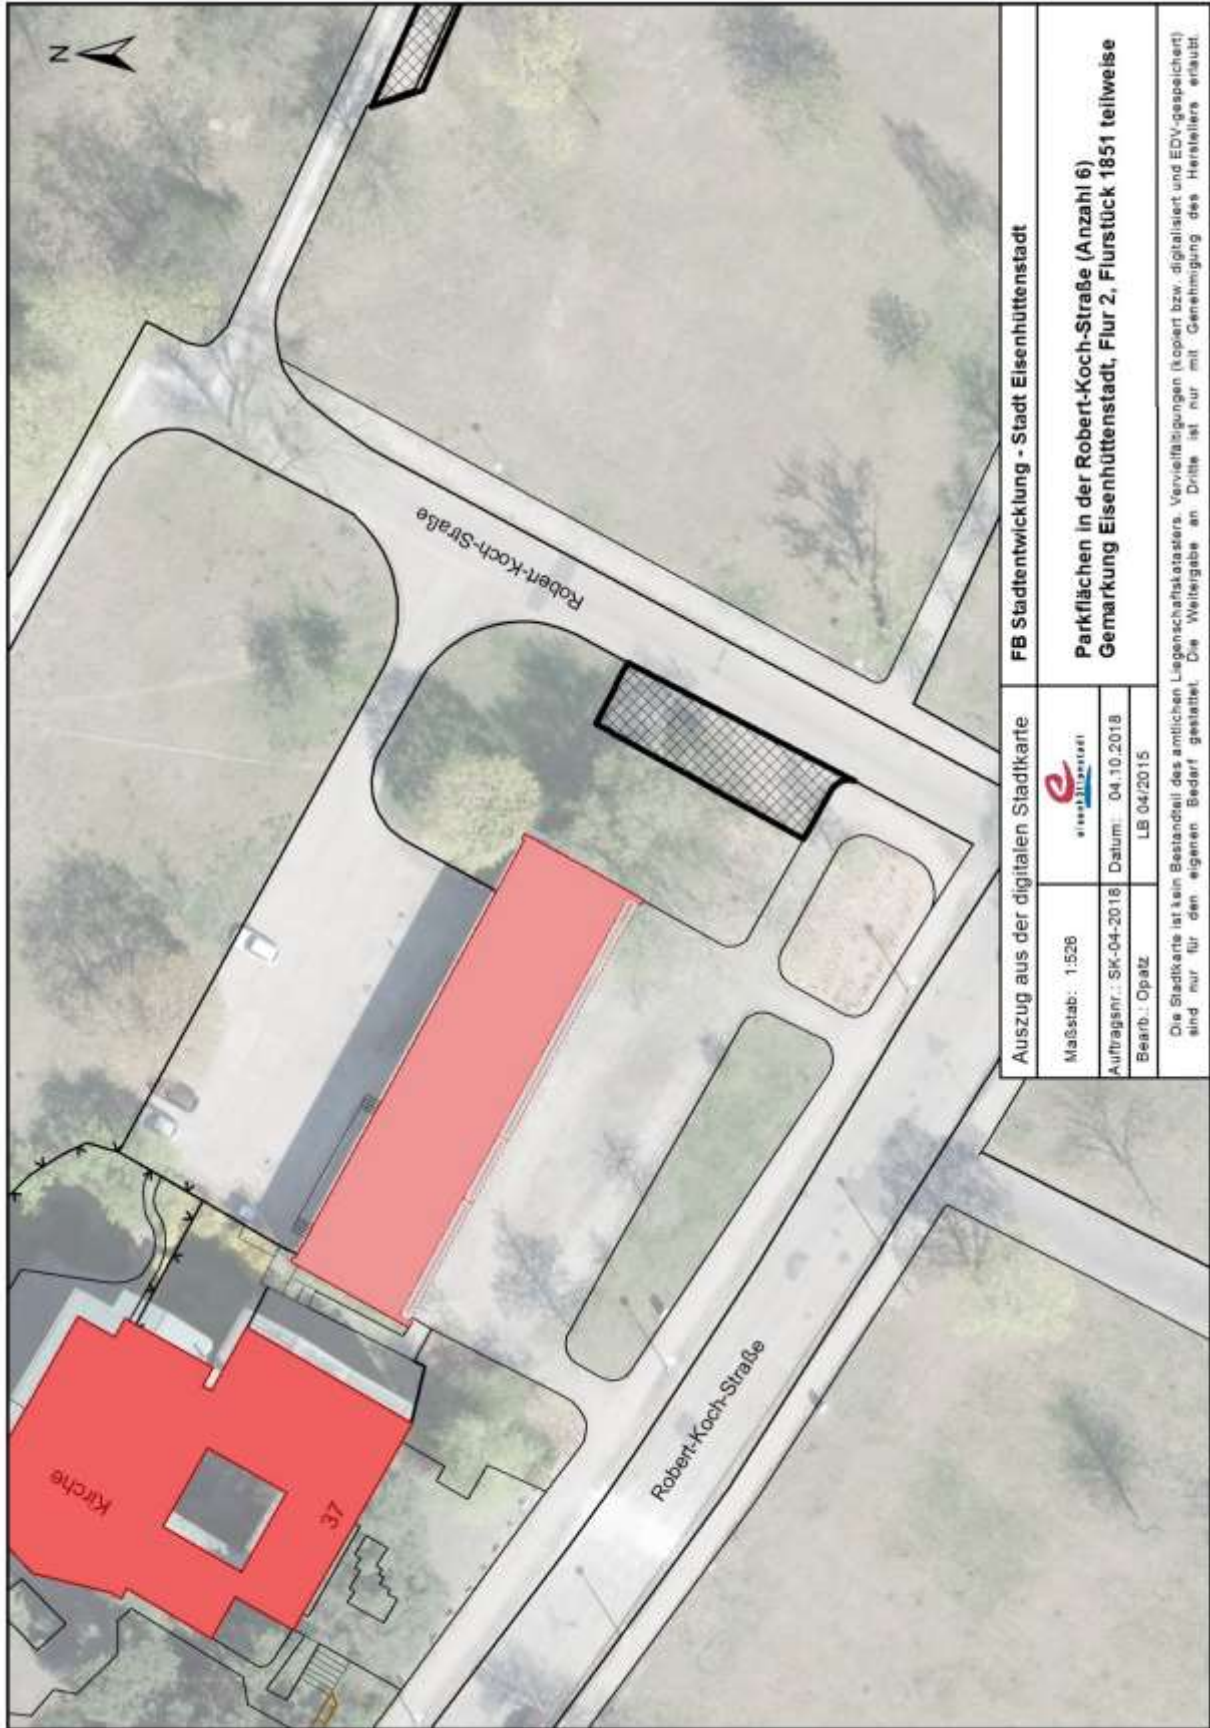 N
Robert-Koch-Straße
Kirche
37
Robert-Koch-Straße
Auszug aus der digitalen Stadtkarte
FB Stadtentwicklung - Stadt Eisenhüttenstadt
Maßstab: 1:526
eisenhüttenstadt
Parkflächen in der Robert-Koch-Straße (Anzahl 6)
Gemarkung Eisenhüttenstadt, Flur 2, Flurstück 1851 teilweise
Auftragsnr.: SK-04-2018
Datum: 04.10.2018
Bearb.: Opatz
LB 04/2015
Die Stadtkarte ist kein Bestandteil des amtlichen Liegenschaftskatasters. Vervielfältigungen (kopiert bzw. digitalisiert und EDV-gespeichert)
sind nur für den eigenen Bedarf gestattet. Die Weitergabe an Dritte ist nur mit Genehmigung des Herstellers erlaubt.